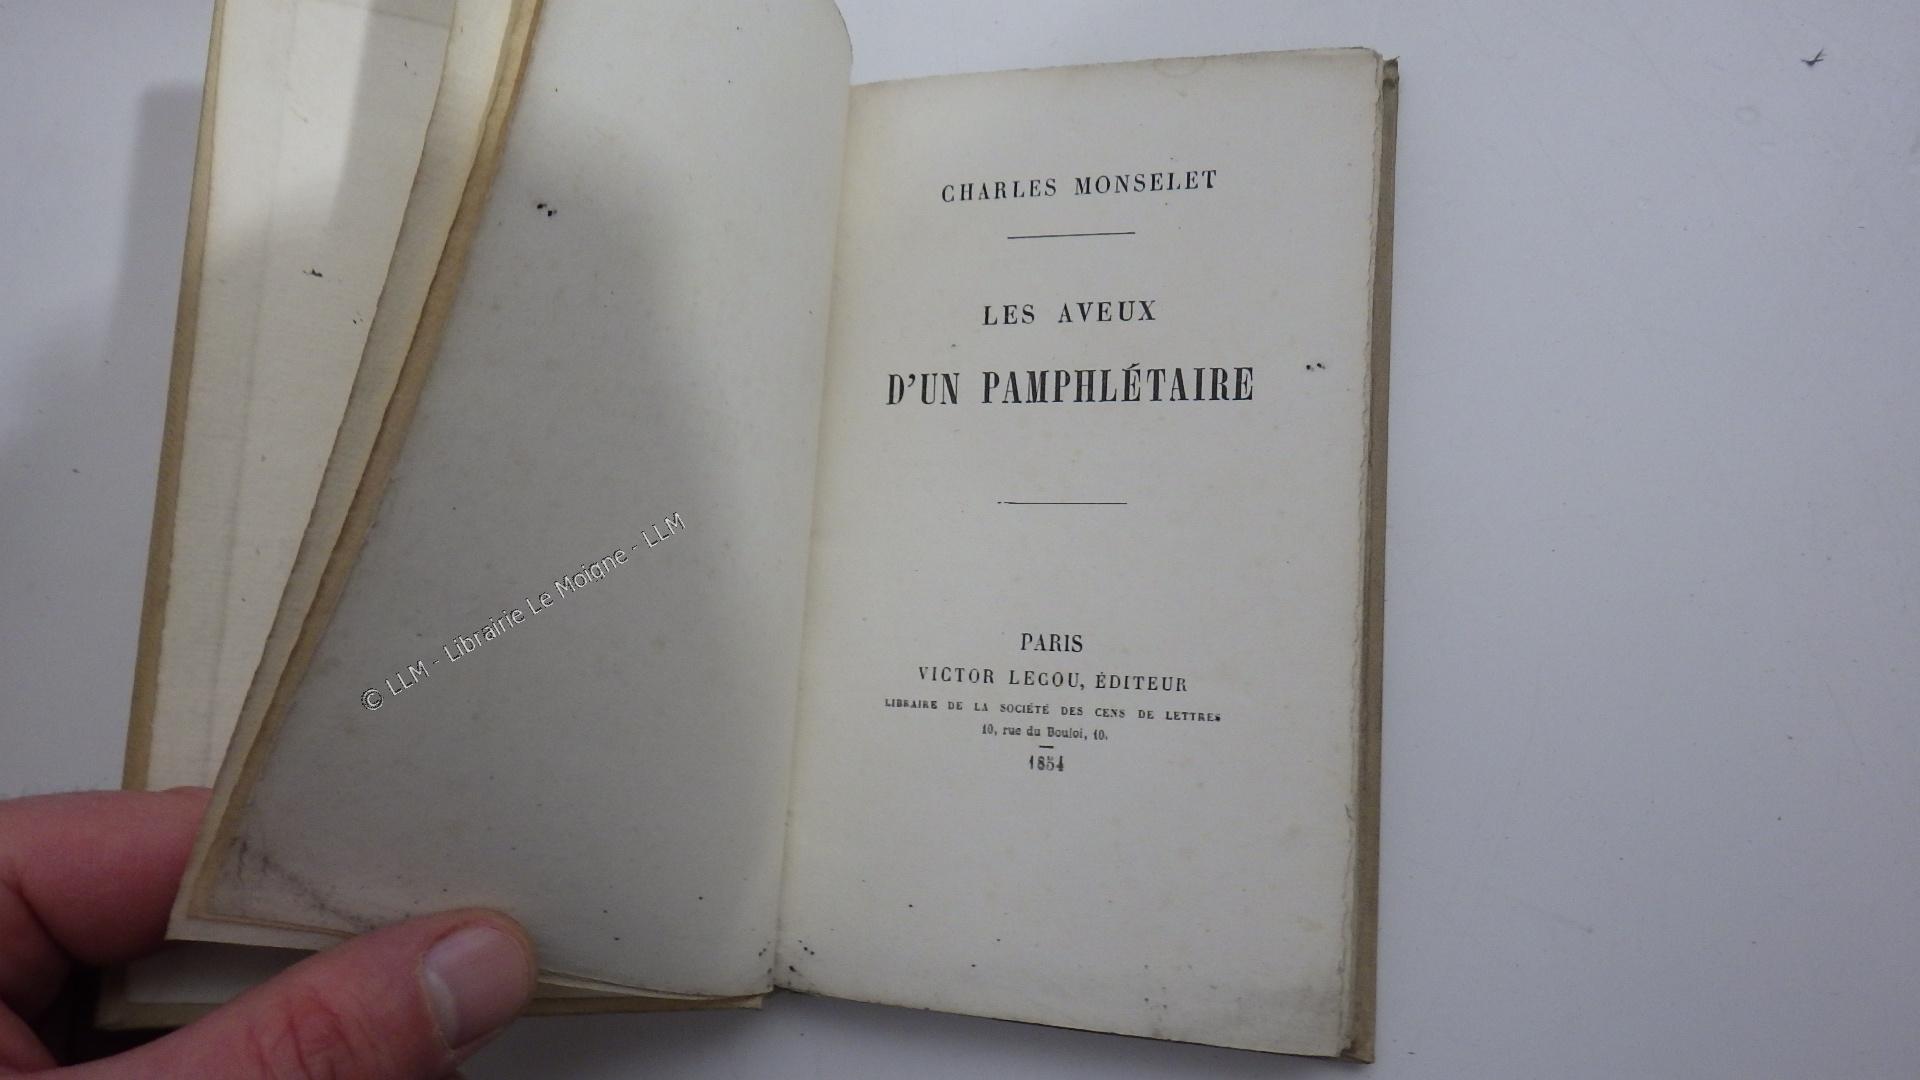 CHARLES MONSELET
LES AVEUX
D'UN PAMPHLÉTAIRE
PARIS
VICTOR LECOU, ÉDITEUR
LIBRAIRE DE LA SOCIÉTÉ DES GENS DE LETTRES
10, rue du Bouloi, 10.
1854
© LLM - Librairie Le Moigne - LLM